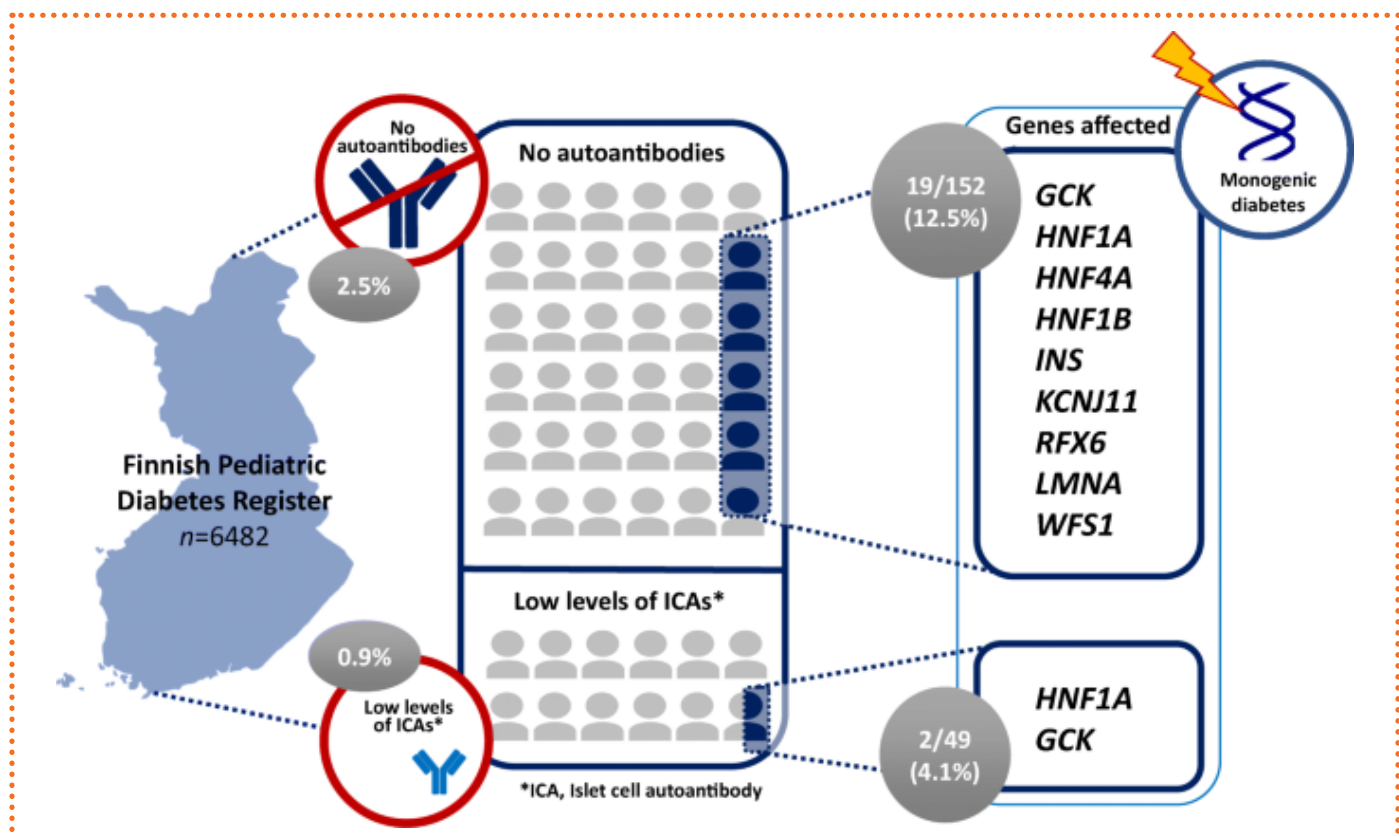 No
autoantibodies
2.5%
Finnish Pediatric
Diabetes Register
n=6482
0.9%
Low levels
of ICAs*
No autoantibodies
Low levels of ICAs*
*ICA, Islet cell autoantibody
19/152
(12.5%)
Genes affected
GCK
HNF1A
HNF4A
HNF1B
INS
KCNJ11
RFX6
LMNA
WFS1
Monogenic
diabetes
2/49
(4.1%)
HNF1A
GCK